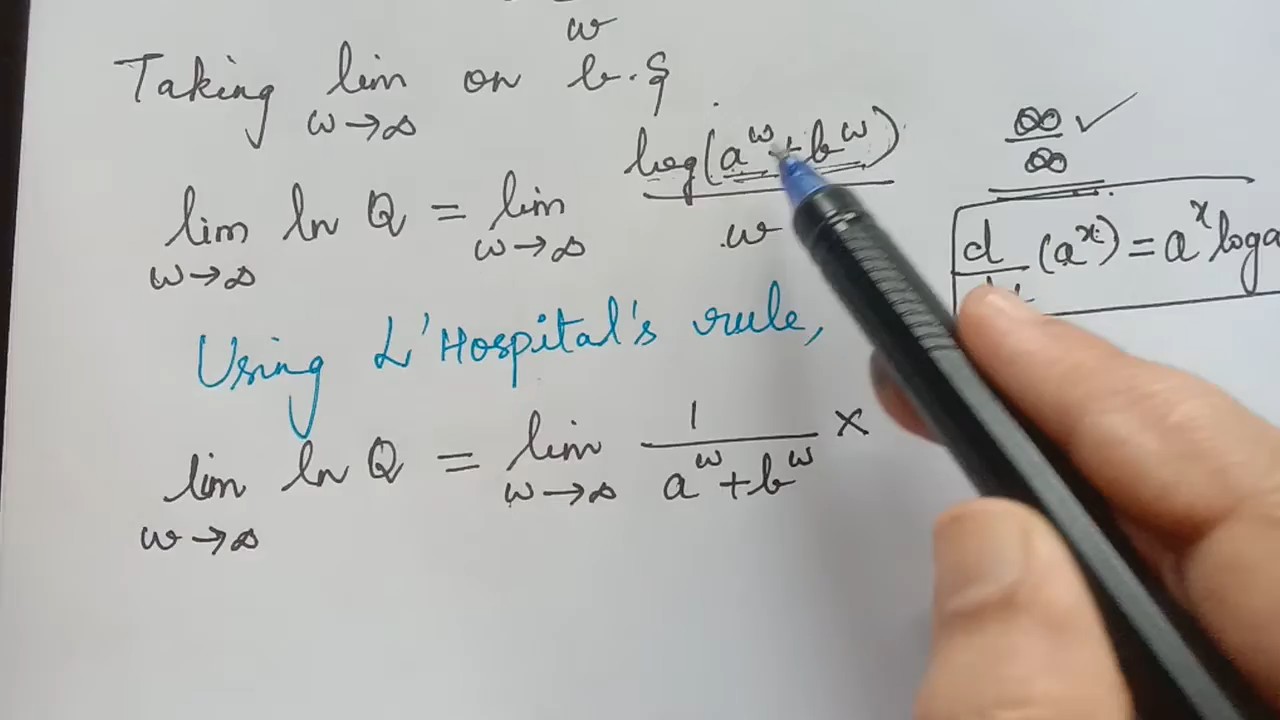 w
Taking lim on b.s
w→∞
lim ln Q = lim log(a^w + b^w) / w
w→∞ w→∞
∞/∞ ✓
d/dx (a^x) = a^x log a
Using L'Hospital's rule,
lim ln Q = lim 1/(a^w + b^w) ×
w→∞ w→∞